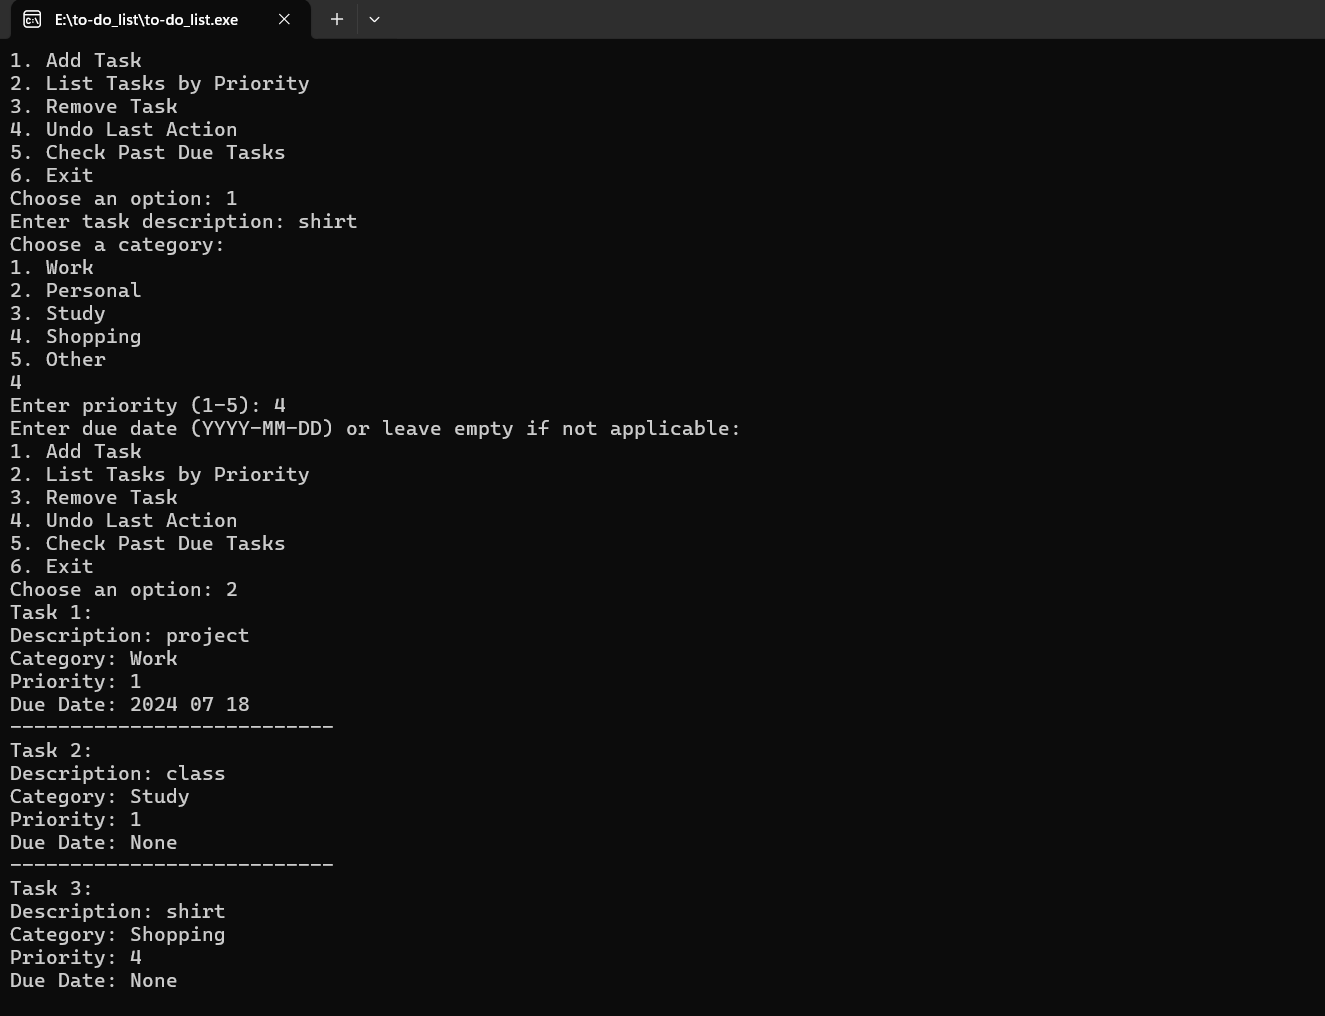 E:\to-do_list\to-do_list.exe
1. Add Task
2. List Tasks by Priority
3. Remove Task
4. Undo Last Action
5. Check Past Due Tasks
6. Exit
Choose an option: 1
Enter task description: shirt
Choose a category:
1. Work
2. Personal
3. Study
4. Shopping
5. Other
4
Enter priority (1-5): 4
Enter due date (YYYY-MM-DD) or leave empty if not applicable:
1. Add Task
2. List Tasks by Priority
3. Remove Task
4. Undo Last Action
5. Check Past Due Tasks
6. Exit
Choose an option: 2
Task 1:
Description: project
Category: Work
Priority: 1
Due Date: 2024 07 18
---------------------------
Task 2:
Description: class
Category: Study
Priority: 1
Due Date: None
---------------------------
Task 3:
Description: shirt
Category: Shopping
Priority: 4
Due Date: None